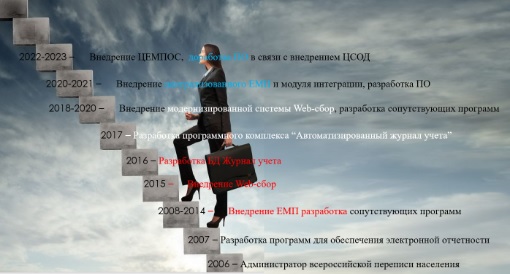 2022-2023 – Внедрение ЦЕМПОС, доработка ПО в связи с внедрением ЦСОД
2020-2021 – Внедрение ЕМП и модуля интеграции, разработка ПО
2018-2020 – Внедрение модернизированной системы Web-сбор, разработка сопутствующих программ
2017 – Разработка программного комплекса “Автоматизированный журнал учета”
2016 – Разработка БД Журнал учета
2015 – Внедрение Web-сбор
2008-2014 – Внедрение ЕМП разработка сопутствующих программ
2007 – Разработка программ для обеспечения электронной отчетности
2006 – Администратор всероссийской переписи населения